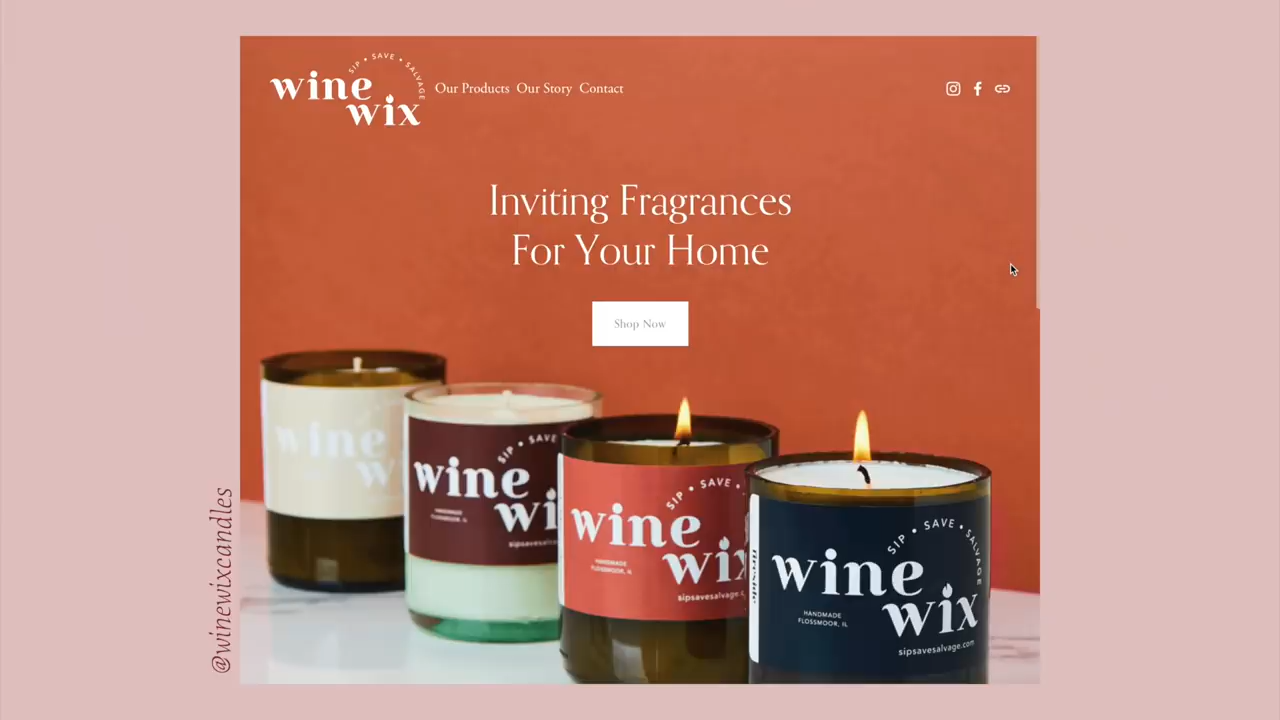 SIP • SAVE • SALVAGE
wine
wix
Our Products Our Story Contact
Inviting Fragrances
For Your Home
Shop Now
wine
w
SIP • SAVE
wine
wi
HANDMADE
FLOSSMOOR, IL
sipsavesalva
SIP • SAVE •
wine
wix
HANDMADE
FLOSSMOOR, IL
sipsavesalvage.c
SIP • SAVE • SALVAGE
wine
wix
HANDMADE
FLOSSMOOR, IL
sipsavesalvage.com
@winewixcandles